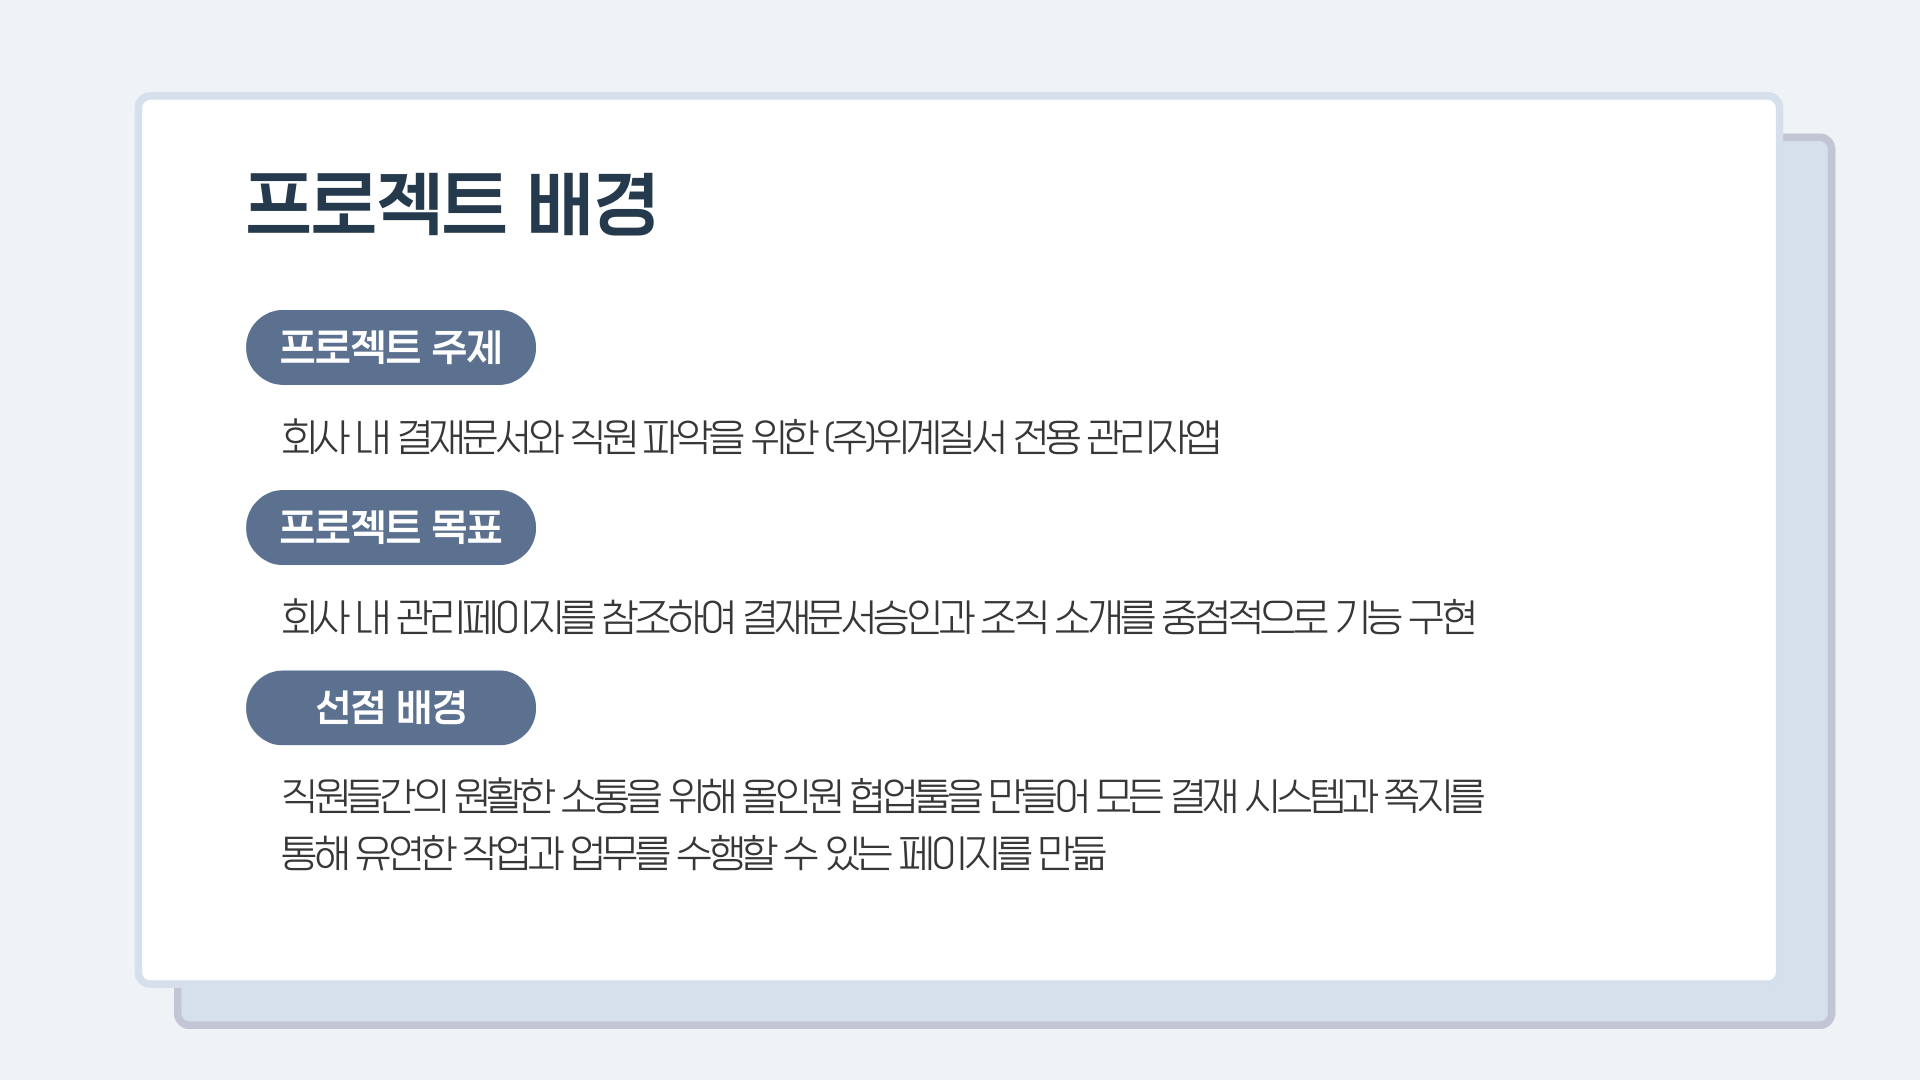 프로젝트 배경
프로젝트 주제
회사 내 결재문서와 직원 파악을 위한 (주)위계질서 전용 관리자앱
프로젝트 목표
회사 내 관리페이지를 참조하여 결재문서승인과 조직 소개를 중점적으로 기능 구현
선점 배경
직원들간의 원활한 소통을 위해 올인원 협업툴을 만들어 모든 결재 시스템과 쪽지를
통해 유연한 작업과 업무를 수행할 수 있는 페이지를 만듦